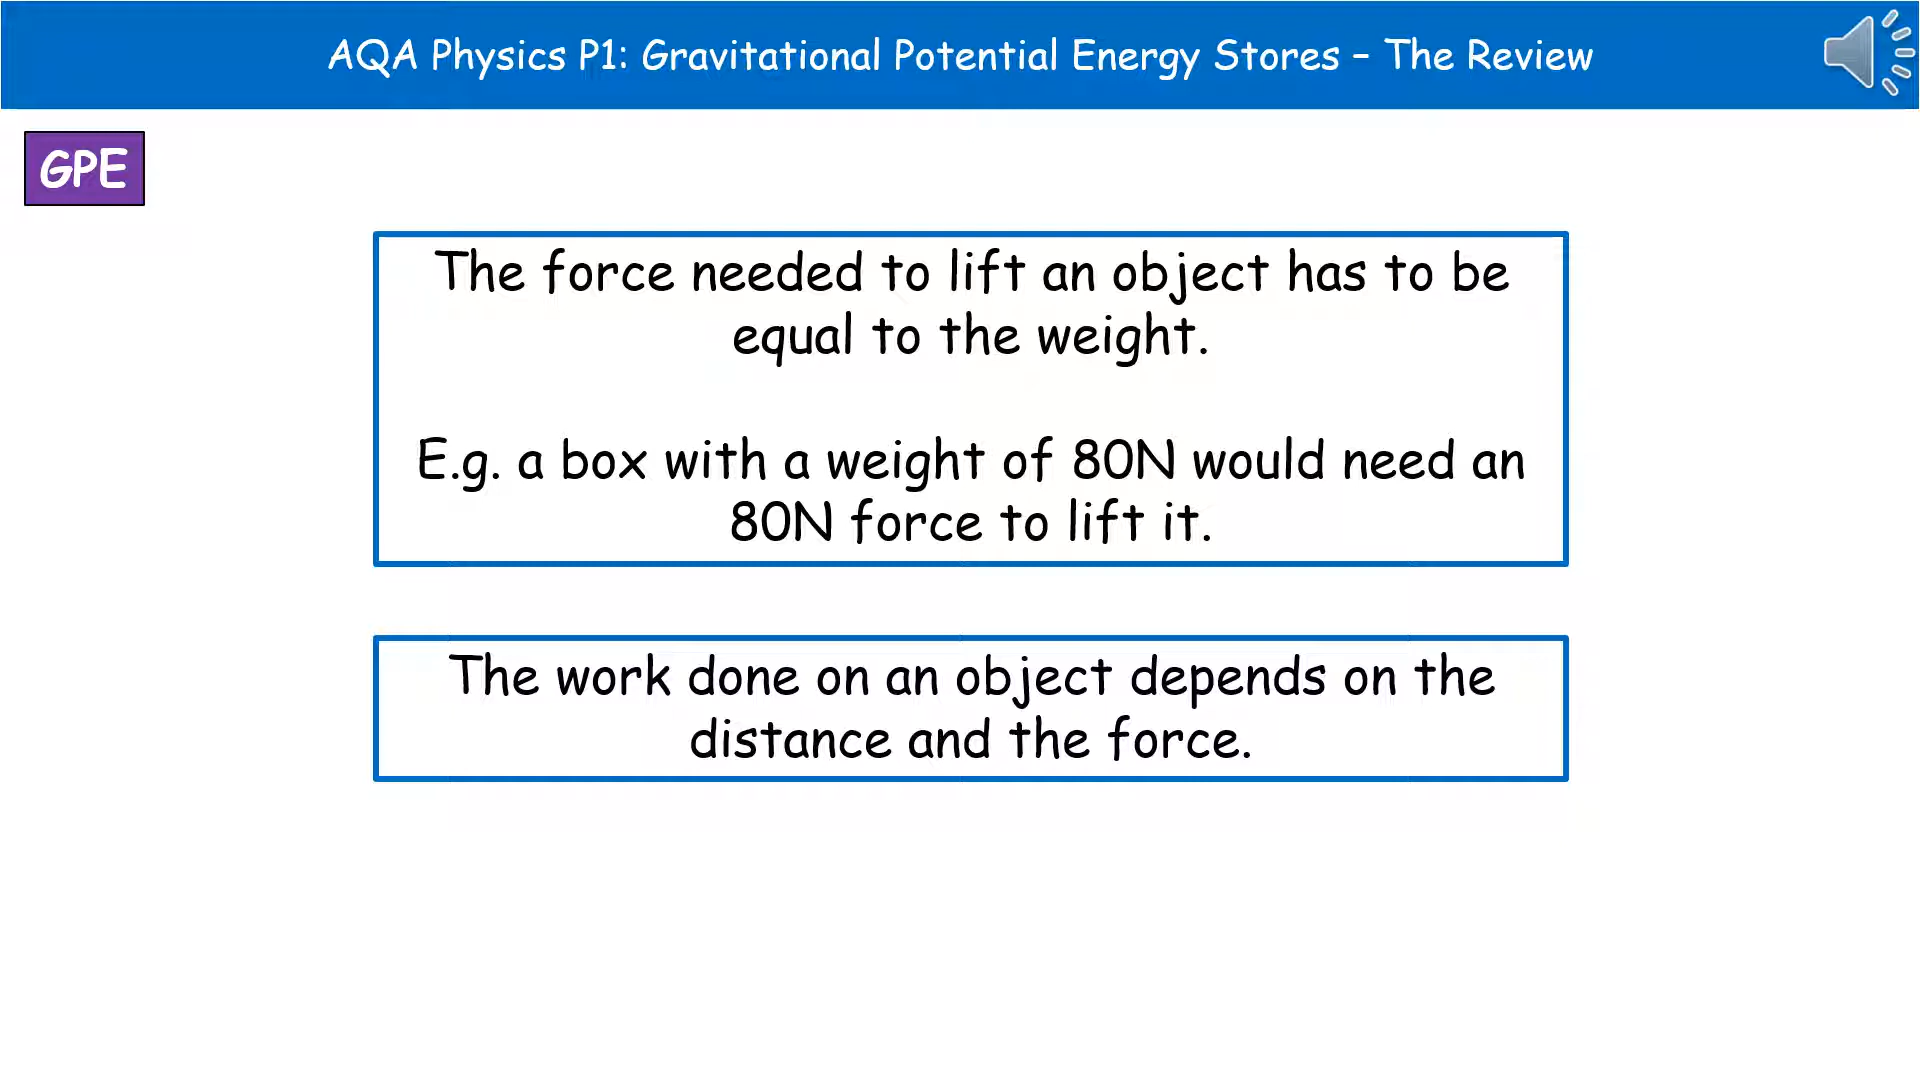 AQA Physics P1: Gravitational Potential Energy Stores – The Review
GPE
The force needed to lift an object has to be
equal to the weight.
E.g. a box with a weight of 80N would need an
80N force to lift it.
The work done on an object depends on the
distance and the force.